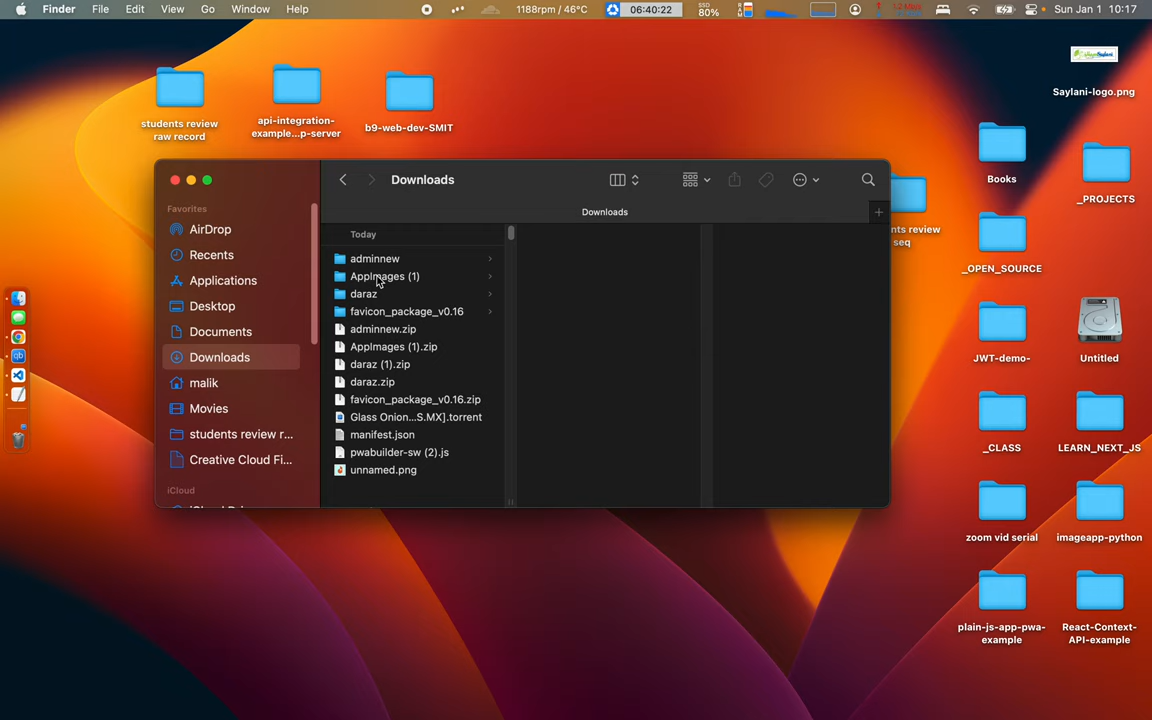 Finder File Edit View Go Window Help
1188rpm / 46°C
06:40:22
SSD
80%
Sun Jan 1 10:17
students review
raw record
api-integration-
example...p-server
b9-web-dev-SMIT
Saylani-logo.png
Books
_PROJECTS
nts review
seq
_OPEN_SOURCE
JWT-demo-
Untitled
_CLASS
LEARN_NEXT_JS
zoom vid serial
imageapp-python
plain-js-app-pwa-
example
React-Context-
API-example
Downloads
Downloads
Favorites
AirDrop
Recents
Applications
Desktop
Documents
Downloads
malik
Movies
students review r...
Creative Cloud Fi...
iCloud
Today
adminnew
AppImages (1)
daraz
favicon_package_v0.16
adminnew.zip
AppImages (1).zip
daraz (1).zip
daraz.zip
favicon_package_v0.16.zip
Glass Onion...S.MX].torrent
manifest.json
pwabuilder-sw (2).js
unnamed.png